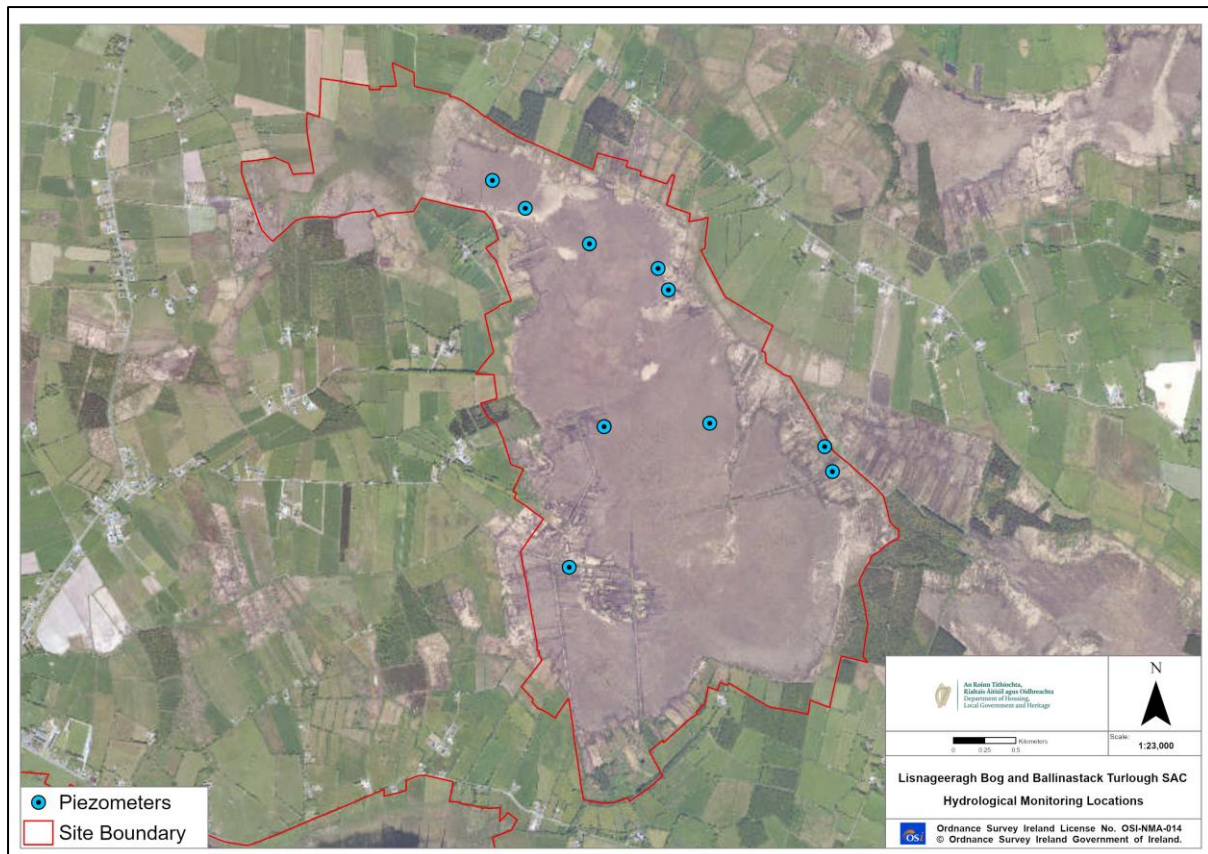 Piezometers
Site Boundary
An Roinn Tithíochta,
Rialtais Áitiúil agus Oidhreachta
Department of Housing,
Local Government and Heritage
N
Kilometers
0 0.25 0.5
Scale:
1:23,000
Lisnageeragh Bog and Ballinastack Turlough SAC
Hydrological Monitoring Locations
OSi
Ordnance Survey Ireland License No. OSI-NMA-014
© Ordnance Survey Ireland Government of Ireland.